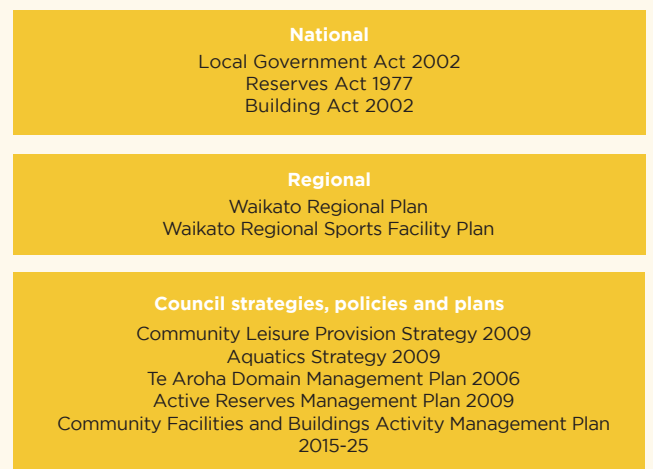 National
Local Government Act 2002
Reserves Act 1977
Building Act 2002
Regional
Waikato Regional Plan
Waikato Regional Sports Facility Plan
Council strategies, policies and plans
Community Leisure Provision Strategy 2009
Aquatics Strategy 2009
Te Aroha Domain Management Plan 2006
Active Reserves Management Plan 2009
Community Facilities and Buildings Activity Management Plan
2015-25